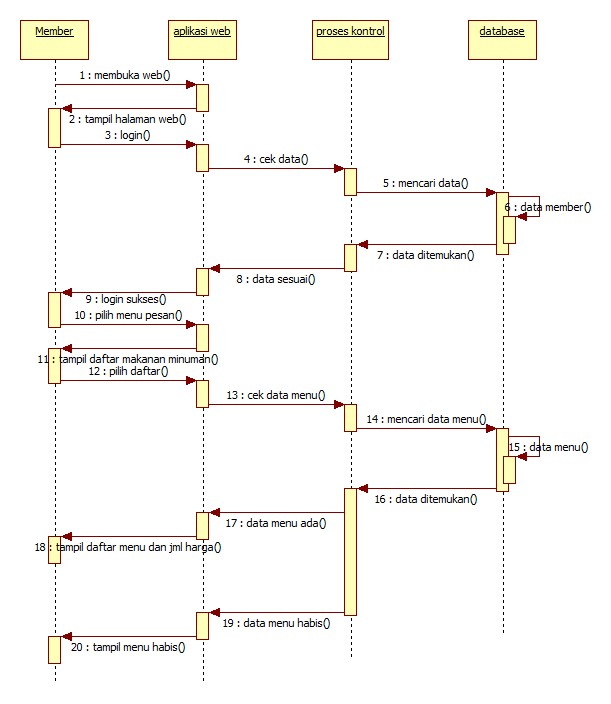 Member
aplikasi web
proses kontrol
database
1 : membuka web()
2 : tampil halaman web()
3 : login()
4 : cek data()
5 : mencari data()
6 : data member()
7 : data ditemukan()
8 : data sesuai()
9 : login sukses()
10 : pilih menu pesan()
11 : tampil daftar makanan minuman()
12 : pilih daftar()
13 : cek data menu()
14 : mencari data menu()
15 : data menu()
16 : data ditemukan()
17 : data menu ada()
18 : tampil daftar menu dan jml harga()
19 : data menu habis()
20 : tampil menu habis()